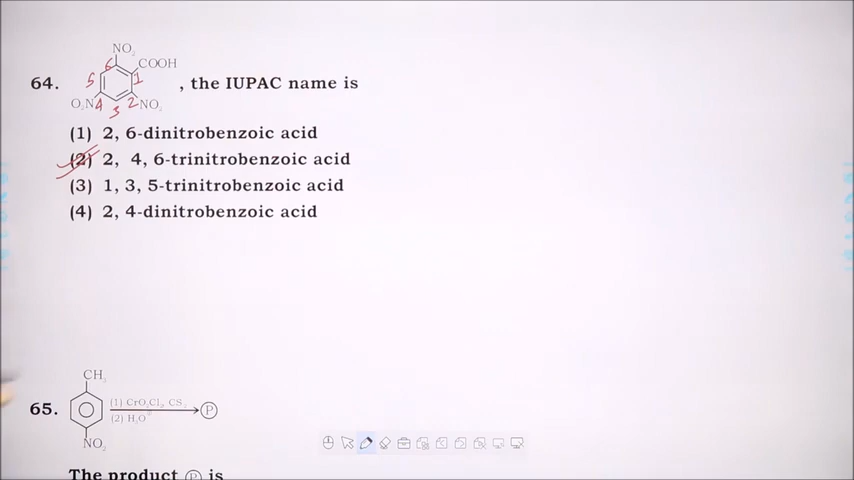 NO₂
COOH
6
1
5
64.
, the IUPAC name is
O₂N
4
3
2
NO₂
(1) 2, 6-dinitrobenzoic acid
(2) 2, 4, 6-trinitrobenzoic acid
(3) 1, 3, 5-trinitrobenzoic acid
(4) 2, 4-dinitrobenzoic acid
CH₃
65.
(1) CrO₂Cl₂, CS₂
(2) H₃O⊕
P
NO₂
The product P is